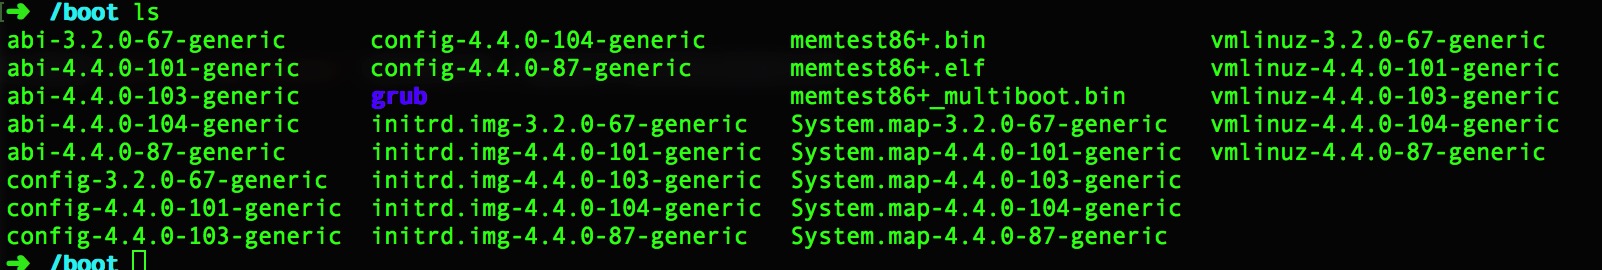 ➜ /boot ls
abi-3.2.0-67-generic config-4.4.0-104-generic memtest86+.bin vmlinuz-3.2.0-67-generic
abi-4.4.0-101-generic config-4.4.0-87-generic memtest86+.elf vmlinuz-4.4.0-101-generic
abi-4.4.0-103-generic grub memtest86+_multiboot.bin vmlinuz-4.4.0-103-generic
abi-4.4.0-104-generic initrd.img-3.2.0-67-generic System.map-3.2.0-67-generic vmlinuz-4.4.0-104-generic
abi-4.4.0-87-generic initrd.img-4.4.0-101-generic System.map-4.4.0-101-generic vmlinuz-4.4.0-87-generic
config-3.2.0-67-generic initrd.img-4.4.0-103-generic System.map-4.4.0-103-generic
config-4.4.0-101-generic initrd.img-4.4.0-104-generic System.map-4.4.0-104-generic
config-4.4.0-103-generic initrd.img-4.4.0-87-generic System.map-4.4.0-87-generic
➜ /boot